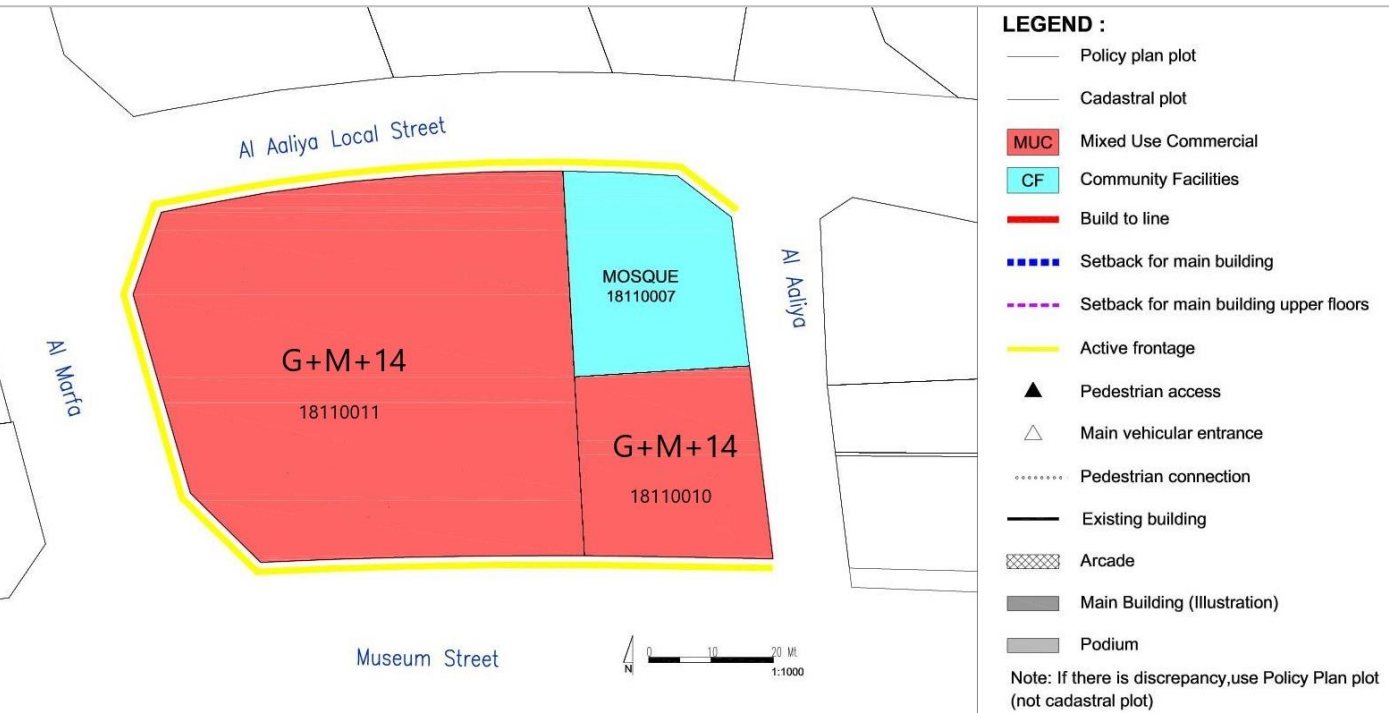 Al Aaliya Local Street
Al Aaliya
Al Marfa
MOSQUE
18110007
G+M+14
18110011
G+M+14
18110010
Museum Street
N
0 10 20 Mt.
1:1000
LEGEND :
Policy plan plot
Cadastral plot
MUC Mixed Use Commercial
CF Community Facilities
Build to line
Setback for main building
Setback for main building upper floors
Active frontage
Pedestrian access
Main vehicular entrance
Pedestrian connection
Existing building
Arcade
Main Building (Illustration)
Podium
Note: If there is discrepancy,use Policy Plan plot
(not cadastral plot)